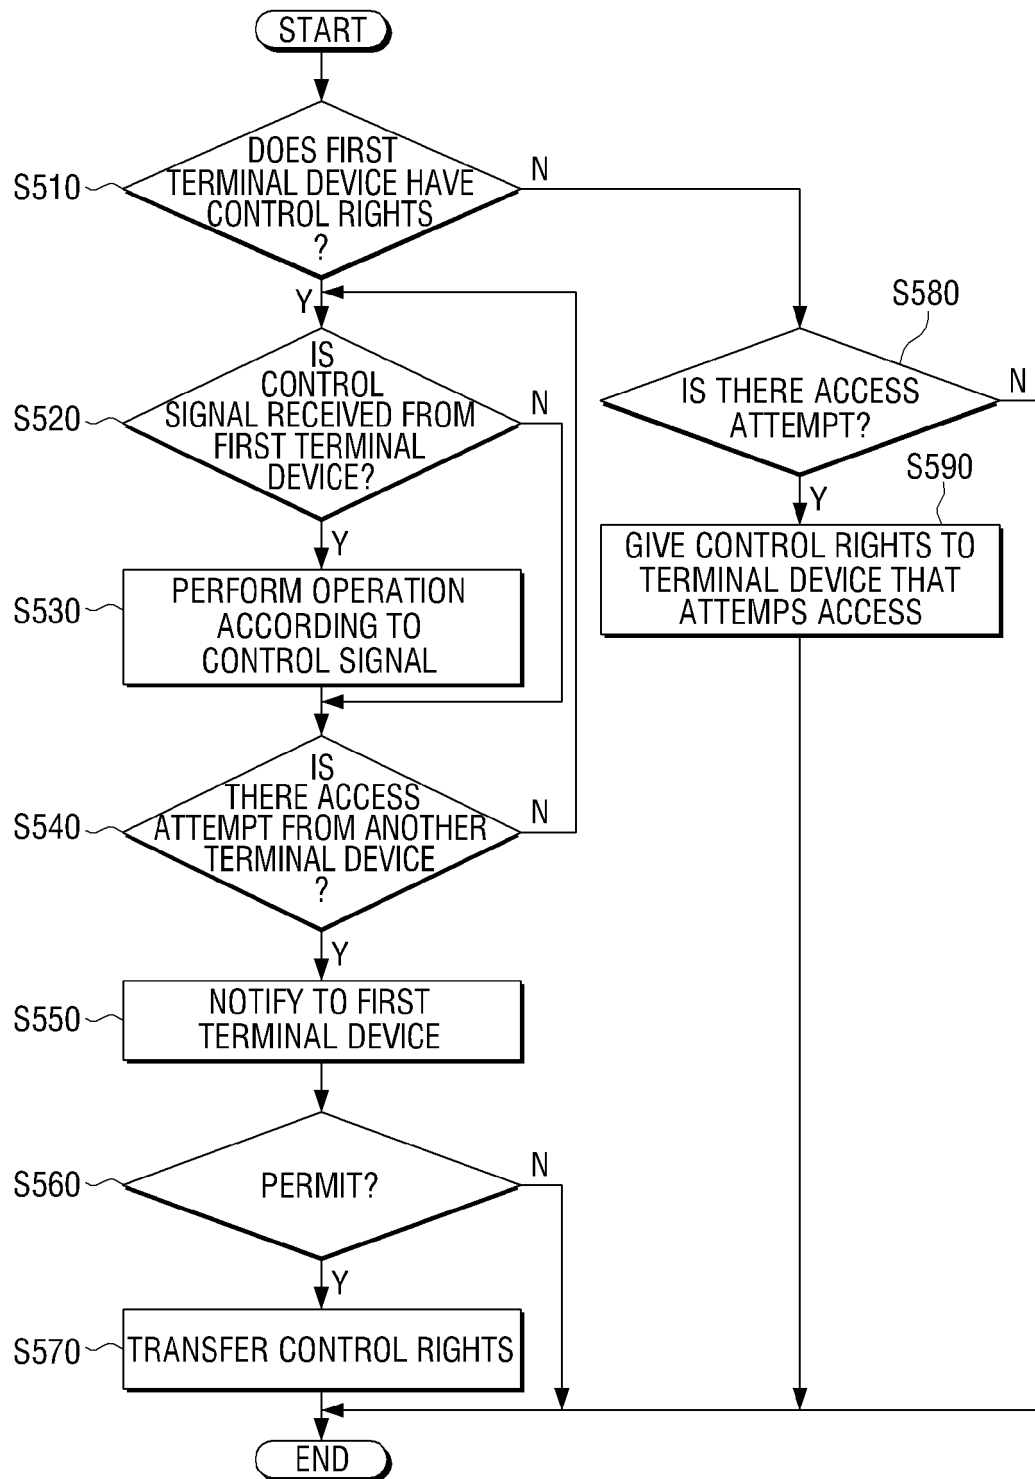 START
DOES FIRST
TERMINAL DEVICE HAVE
CONTROL RIGHTS
?
S510
N
Y
IS
CONTROL
SIGNAL RECEIVED FROM
FIRST TERMINAL
DEVICE?
S520
N
Y
PERFORM OPERATION
ACCORDING TO
CONTROL SIGNAL
S530
IS
THERE ACCESS
ATTEMPT FROM ANOTHER
TERMINAL DEVICE
?
S540
N
Y
NOTIFY TO FIRST
TERMINAL DEVICE
S550
PERMIT?
S560
N
Y
TRANSFER CONTROL RIGHTS
S570
S580
IS THERE ACCESS
ATTEMPT?
N
Y
S590
GIVE CONTROL RIGHTS TO
TERMINAL DEVICE THAT
ATTEMPS ACCESS
END